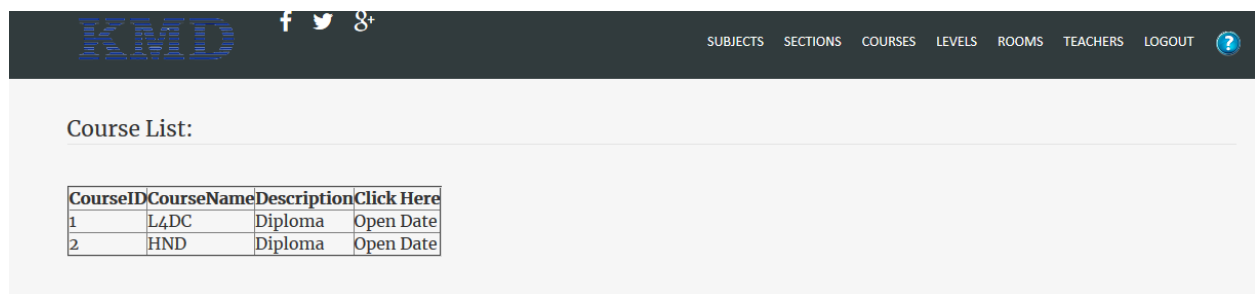 KMD f 8+
SUBJECTS SECTIONS COURSES LEVELS ROOMS TEACHERS LOGOUT ?
Course List:
CourseID CourseName Description Click Here
1 L4DC Diploma Open Date
2 HND Diploma Open Date